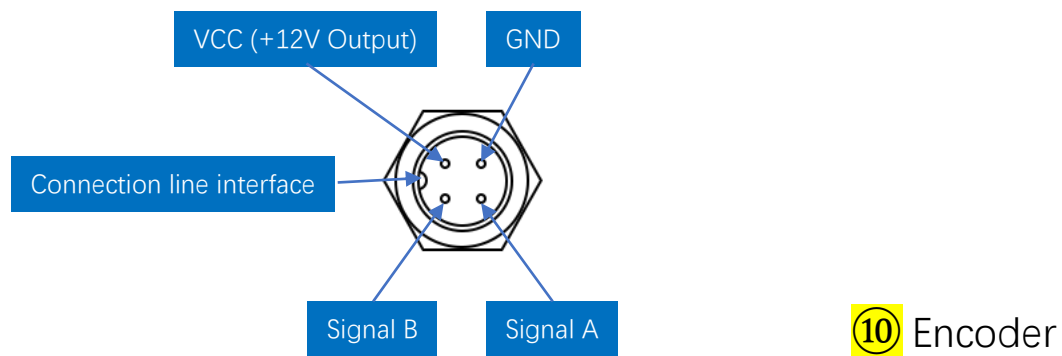 VCC (+12V Output)
GND
Connection line interface
Signal B
Signal A
⑩ Encoder